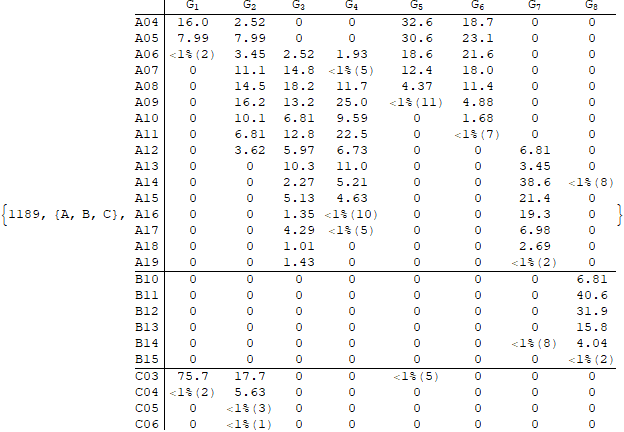 G₁ G₂ G₃ G₄ G₅ G₆ G₇ G₈
A04 16.0 2.52 0 0 32.6 18.7 0 0
A05 7.99 7.99 0 0 30.6 23.1 0 0
A06 <1%(2) 3.45 2.52 1.93 18.6 21.6 0 0
A07 0 11.1 14.8 <1%(5) 12.4 18.0 0 0
A08 0 14.5 18.2 11.7 4.37 11.4 0 0
A09 0 16.2 13.2 25.0 <1%(11) 4.88 0 0
A10 0 10.1 6.81 9.59 0 1.68 0 0
A11 0 6.81 12.8 22.5 0 <1%(7) 0 0
A12 0 3.62 5.97 6.73 0 0 6.81 0
A13 0 0 10.3 11.0 0 0 3.45 0
A14 0 0 2.27 5.21 0 0 38.6 <1%(8)
A15 0 0 5.13 4.63 0 0 21.4 0
{1189, {A, B, C}, A16 0 0 1.35 <1%(10) 0 0 19.3 0 }
A17 0 0 4.29 <1%(5) 0 0 6.98 0
A18 0 0 1.01 0 0 0 2.69 0
A19 0 0 1.43 0 0 0 <1%(2) 0
B10 0 0 0 0 0 0 0 6.81
B11 0 0 0 0 0 0 0 40.6
B12 0 0 0 0 0 0 0 31.9
B13 0 0 0 0 0 0 0 15.8
B14 0 0 0 0 0 0 <1%(8) 4.04
B15 0 0 0 0 0 0 0 <1%(2)
C03 75.7 17.7 0 0 <1%(5) 0 0 0
C04 <1%(2) 5.63 0 0 0 0 0 0
C05 0 <1%(3) 0 0 0 0 0 0
C06 0 <1%(1) 0 0 0 0 0 0